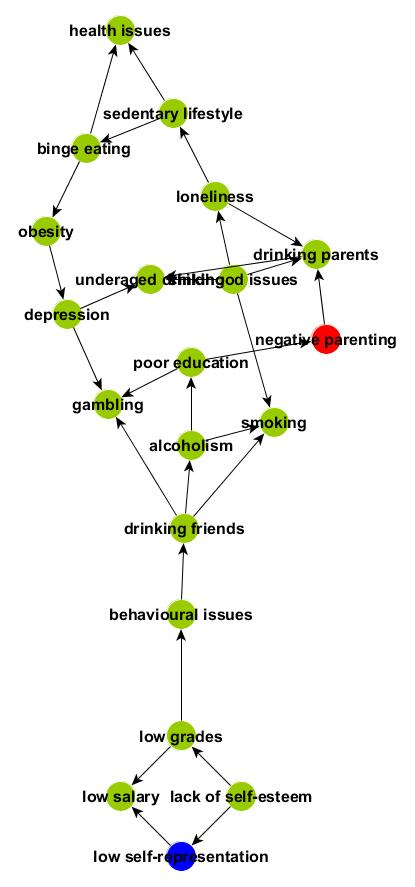 health issues
sedentary lifestyle
binge eating
loneliness
obesity
drinking parents
underaged drinking
childhood issues
depression
negative parenting
poor education
gambling
smoking
alcoholism
drinking friends
behavioural issues
low grades
low salary
lack of self-esteem
low self-representation